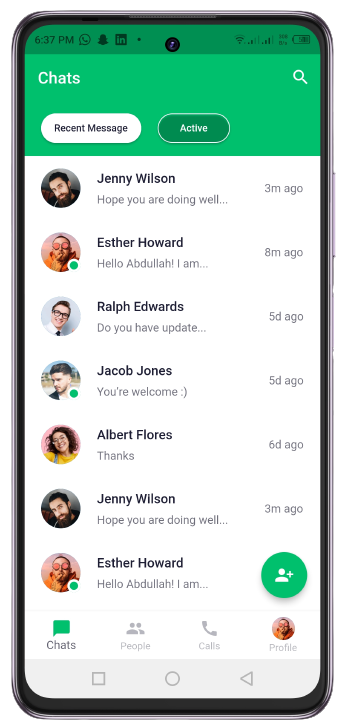 6:37 PM
Chats
Recent Message
Active
Jenny Wilson
Hope you are doing well...
3m ago
Esther Howard
Hello Abdullah! I am...
8m ago
Ralph Edwards
Do you have update...
5d ago
Jacob Jones
You're welcome :)
5d ago
Albert Flores
Thanks
6d ago
Jenny Wilson
Hope you are doing well...
3m ago
Esther Howard
Hello Abdullah! I am...
Chats
People
Calls
Profile